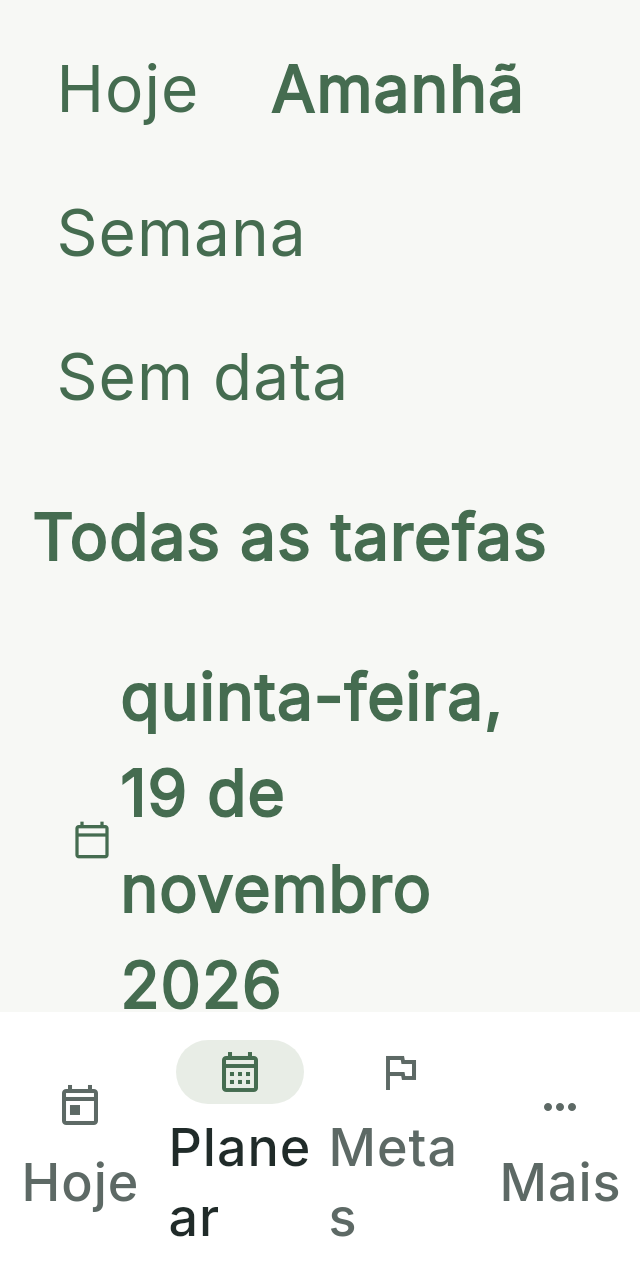 Hoje Amanhã
Semana
Sem data
Todas as tarefas
quinta-feira,
19 de
novembro
2026
Hoje
Plane
ar
Meta
s
Mais